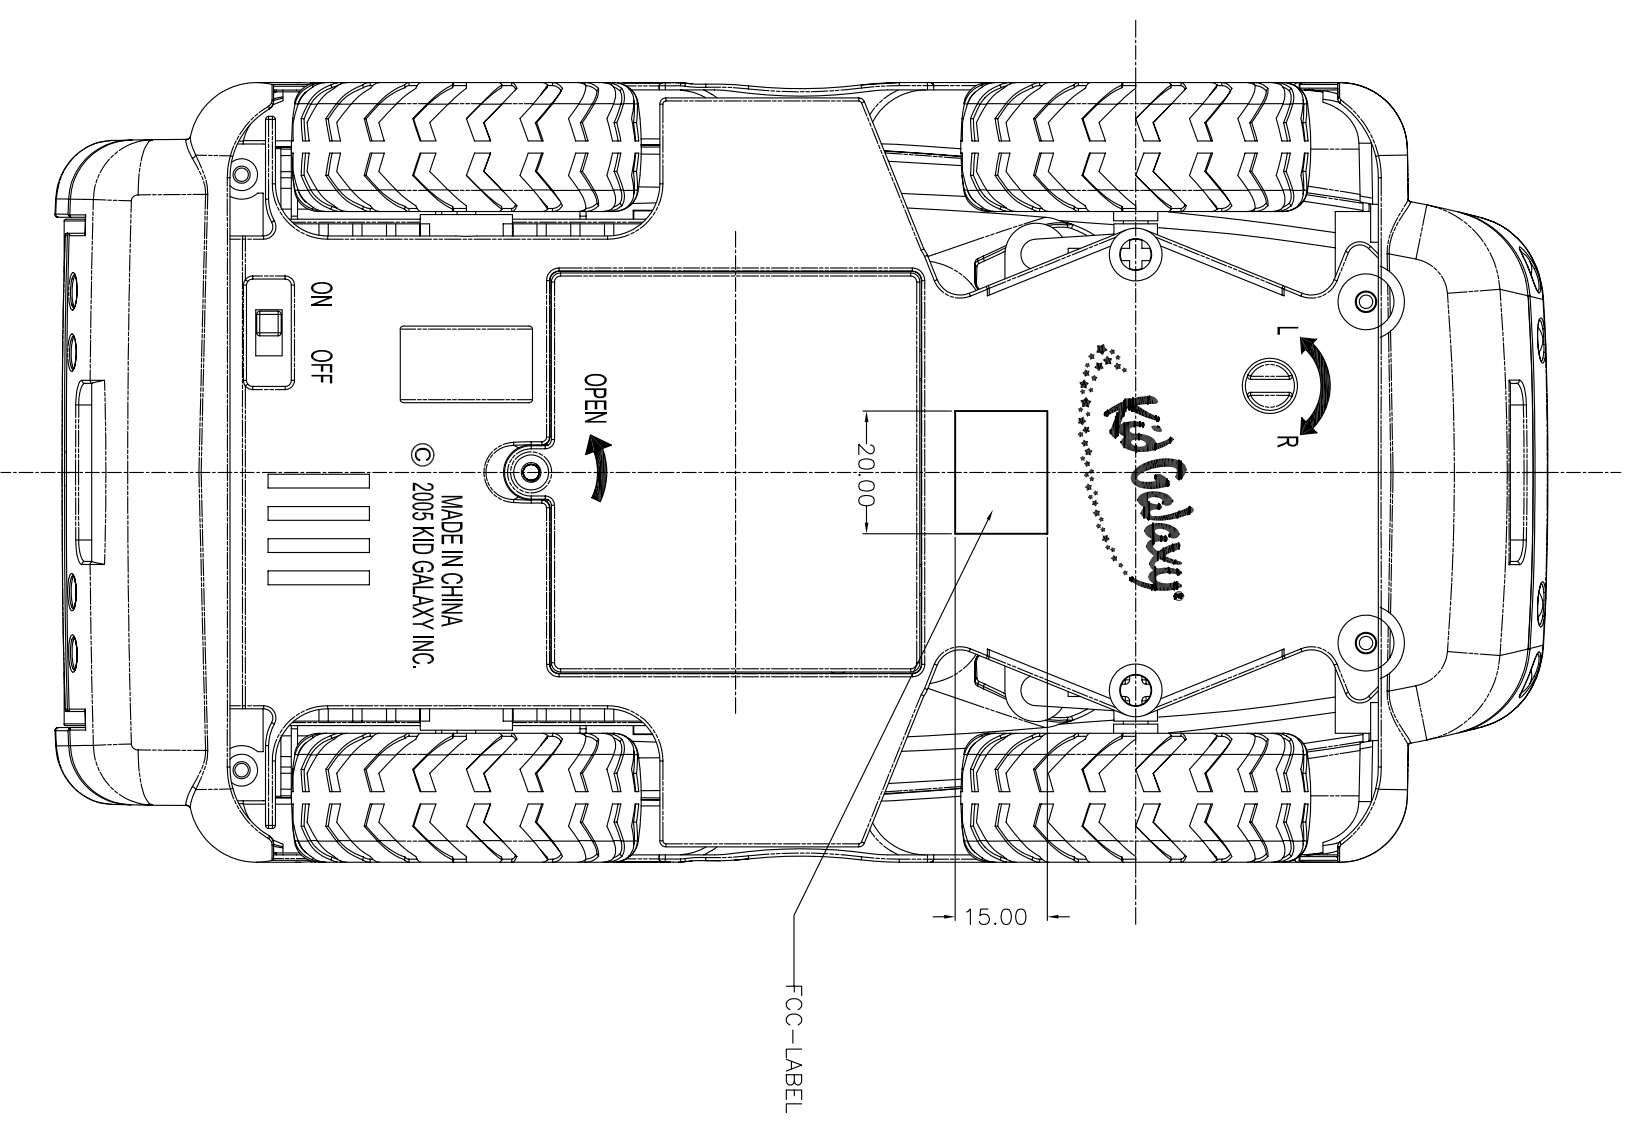 ON OFF
OPEN
MADE IN CHINA
© 2005 KID GALAXY INC.
20.00
Kid Galaxy®
L R
15.00
FCC-LABEL